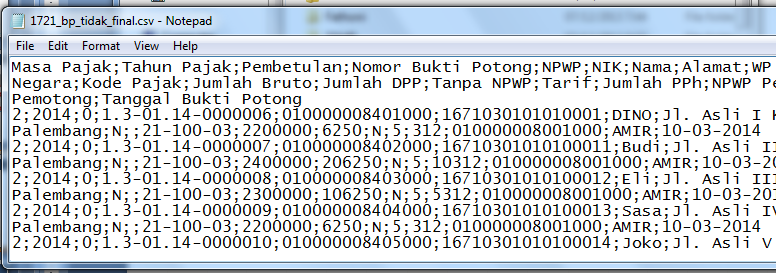 1721_bp_tidak_final.csv - Notepad
File Edit Format View Help
Masa Pajak;Tahun Pajak;Pembetulan;Nomor Bukti Potong;NPWP;NIK;Nama;Alamat;WP
Negara;Kode Pajak;Jumlah Bruto;Jumlah DPP;Tanpa NPWP;Tarif;Jumlah PPh;NPWP Pe
Pemotong;Tanggal Bukti Potong
2;2014;0;1.3-01.14-0000006;010000008401000;1671030101010001;DINO;Jl. Asli I K
Palembang;N;;21-100-03;2200000;6250;N;5;312;010000008001000;AMIR;10-03-2014
2;2014;0;1.3-01.14-0000007;010000008402000;16710301010100011;Budi;Jl. Asli II
Palembang;N;;21-100-03;2400000;206250;N;5;10312;010000008001000;AMIR;10-03-20
2;2014;0;1.3-01.14-0000008;010000008403000;16710301010100012;Eli;Jl. Asli III
Palembang;N;;21-100-03;2300000;106250;N;5;5312;010000008001000;AMIR;10-03-201
2;2014;0;1.3-01.14-0000009;010000008404000;16710301010100013;Sasa;Jl. Asli IV
Palembang;N;;21-100-03;2200000;6250;N;5;312;010000008001000;AMIR;10-03-2014
2;2014;0;1.3-01.14-0000010;010000008405000;16710301010100014;Joko;Jl. Asli V